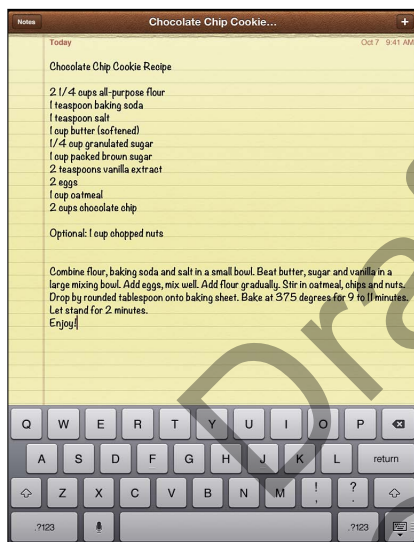 Notes
Chocolate Chip Cookie...
+
Today
Oct 7 9:41 AM
Chocolate Chip Cookie Recipe
2 1/4 cups all-purpose flour
1 teaspoon baking soda
1 teaspoon salt
1 cup butter (softened)
1/4 cup granulated sugar
1 cup packed brown sugar
2 teaspoons vanilla extract
2 eggs
1 cup oatmeal
2 cups chocolate chip
Optional: 1 cup chopped nuts
Combine flour, baking soda and salt in a small bowl. Beat butter, sugar and vanilla in a
large mixing bowl. Add eggs, mix well. Add flour gradually. Stir in oatmeal, chips and nuts.
Drop by rounded tablespoon onto baking sheet. Bake at 375 degrees for 9 to 11 minutes.
Let stand for 2 minutes.
Enjoy!
Q W E R T Y U I O P
A S D F G H J K L return
Z X C V B N M ! , ? .
.?123 .?123